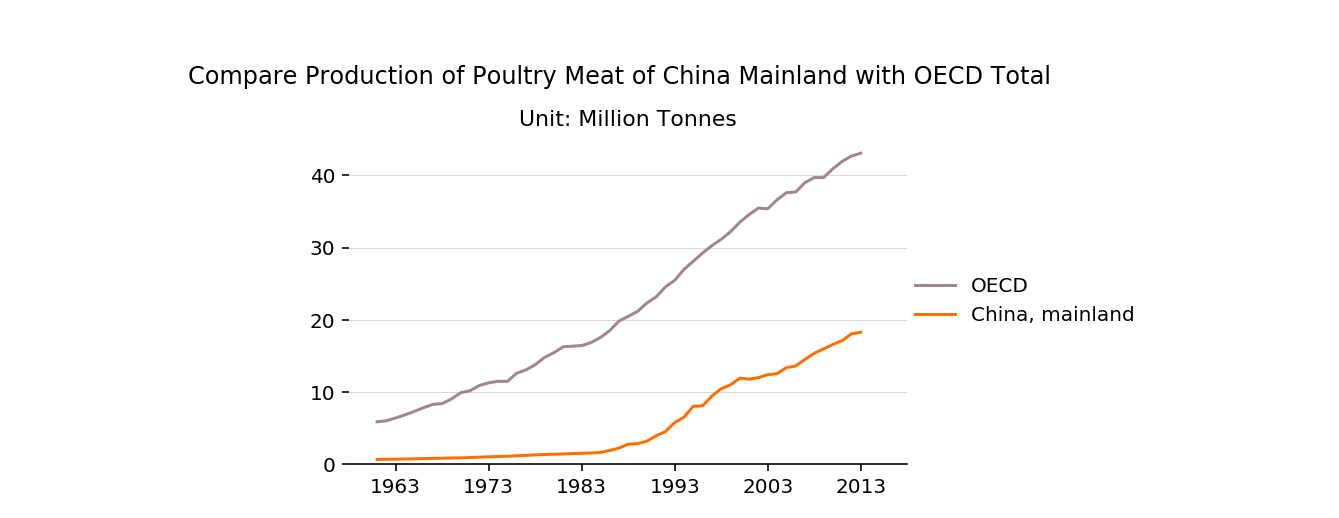 Compare Production of Poultry Meat of China Mainland with OECD Total
Unit: Million Tonnes
40
30
20
10
0
1963 1973 1983 1993 2003 2013
OECD
China, mainland